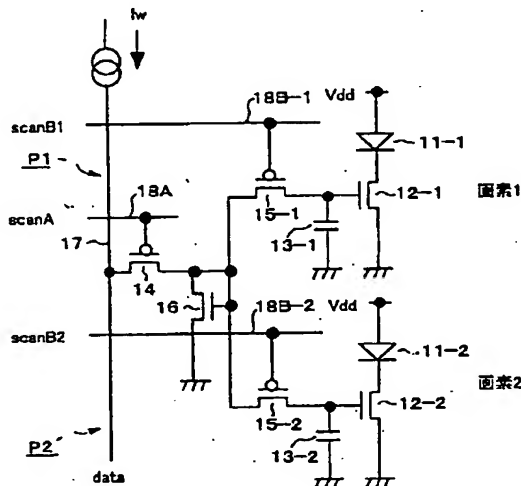 Iw
18B-1
Vdd
scanB1
11-1
P1
12-1
画素1
18A
scanA
15-1
17
13-1
14
16
18B-2
Vdd
scanB2
11-2
画素2
12-2
15-2
P2
13-2
data